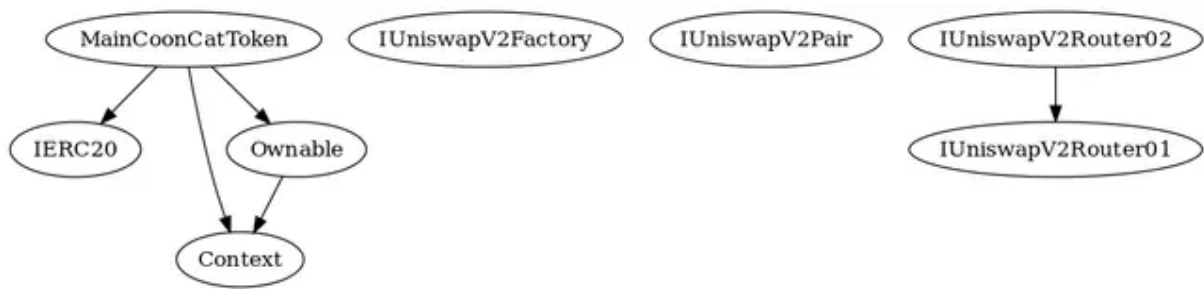 MainCoonCatToken
IUniswapV2Factory
IUniswapV2Pair
IUniswapV2Router02
IERC20
Ownable
IUniswapV2Router01
Context